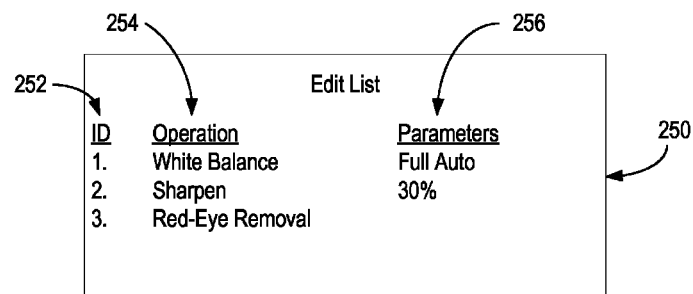 254 256
252 Edit List
ID Operation Parameters 250
1. White Balance Full Auto
2. Sharpen 30%
3. Red-Eye Removal